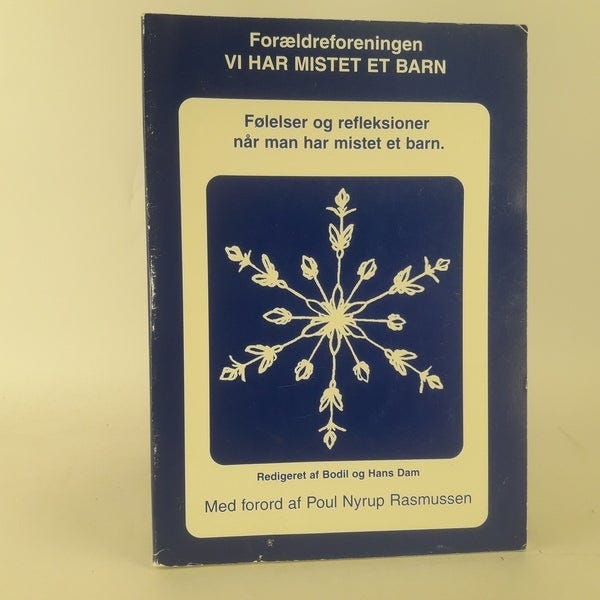 Forældreforeningen
VI HAR MISTET ET BARN
Følelser og refleksioner
når man har mistet et barn.
Redigeret af Bodil og Hans Dam
Med forord af Poul Nyrup Rasmussen